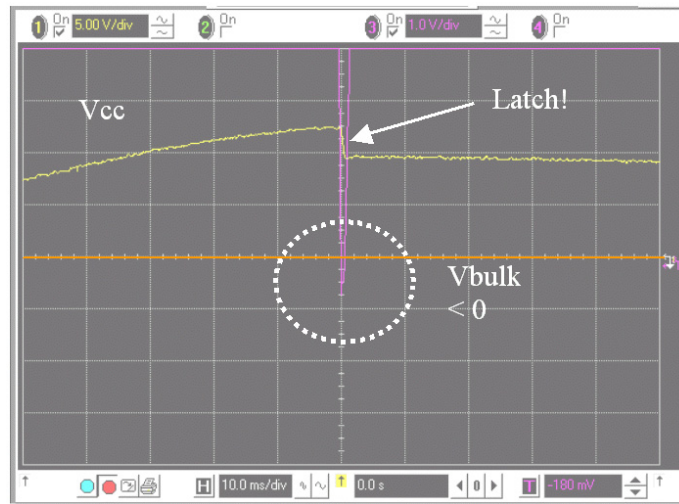 1 On 5.00 V/div 2 On 3 On 1.0 V/div 4 On
Vcc
Latch!
Vbulk
< 0
H 10.0 ms/div 0.0 s 0 T -180 mV